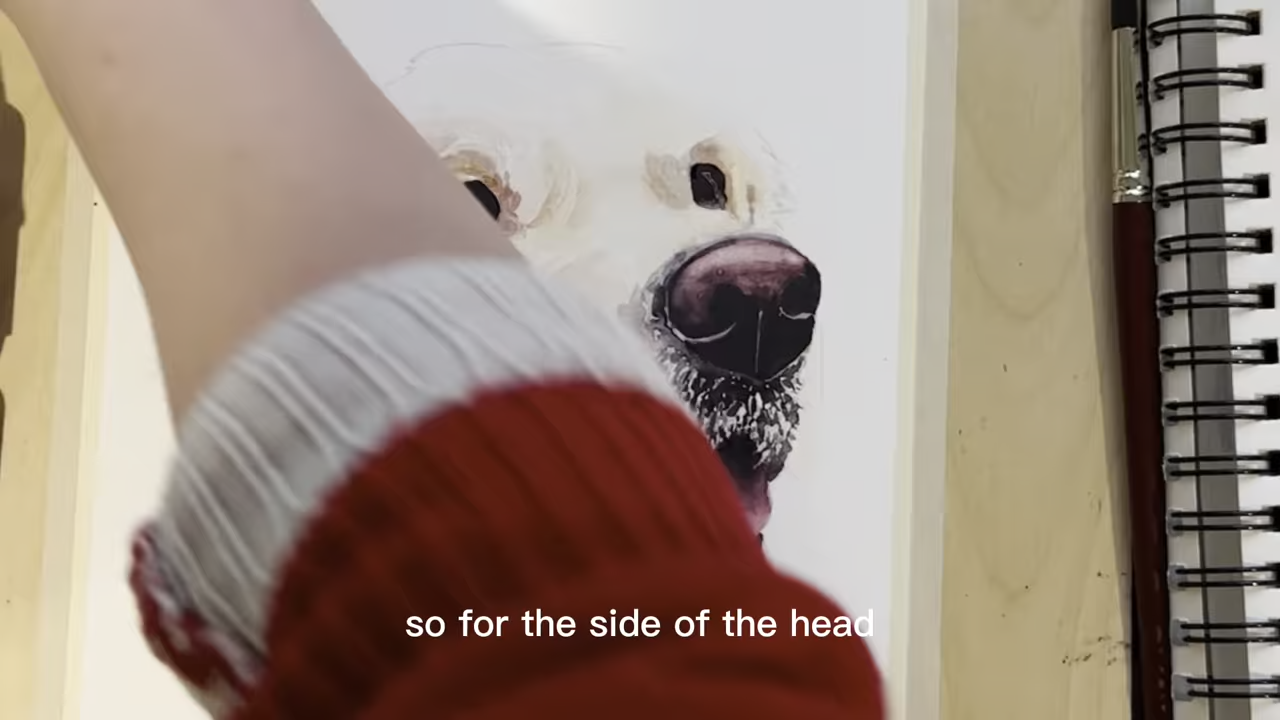 so for the side of the head